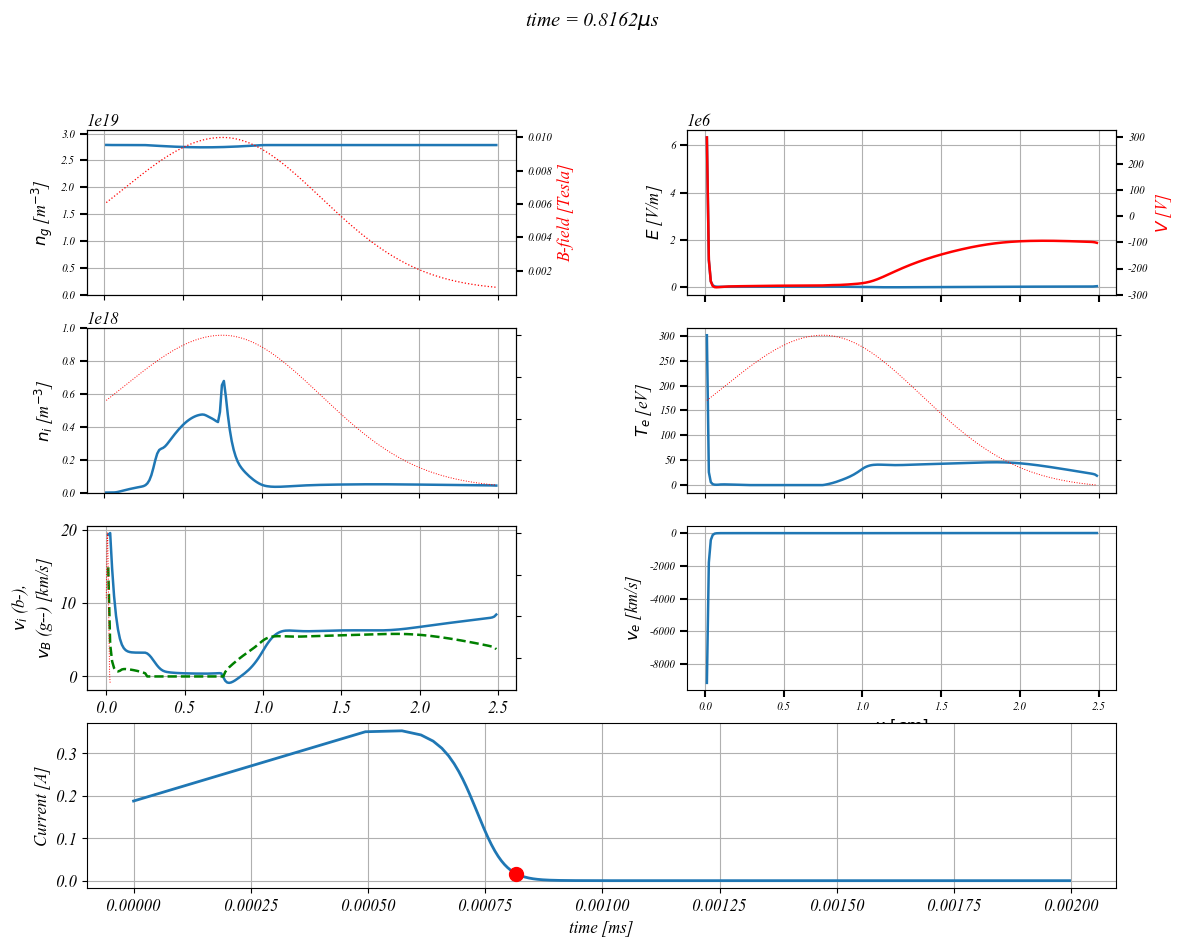 time = 0.8162μs
1e19
3.0
2.5
2.0
1.5
1.0
0.5
0.0
n_g [m⁻³]
0.010
0.008
0.006
0.004
0.002
B-field [Tesla]
1e6
6
4
2
0
E [V/m]
300
200
100
0
-100
-200
-300
V [V]
1e18
1.0
0.8
0.6
0.4
0.2
0.0
n_i [m⁻³]
300
250
200
150
100
50
0
T_e [eV]
20
10
0
v_i (b-),
v_B (g--) [km/s]
0.0 0.5 1.0 1.5 2.0 2.5
0
-2000
-4000
-6000
-8000
v_e [km/s]
0.0 0.5 1.0 1.5 2.0 2.5
0.3
0.2
0.1
0.0
Current [A]
0.00000 0.00025 0.00050 0.00075 0.00100 0.00125 0.00150 0.00175 0.00200
time [ms]